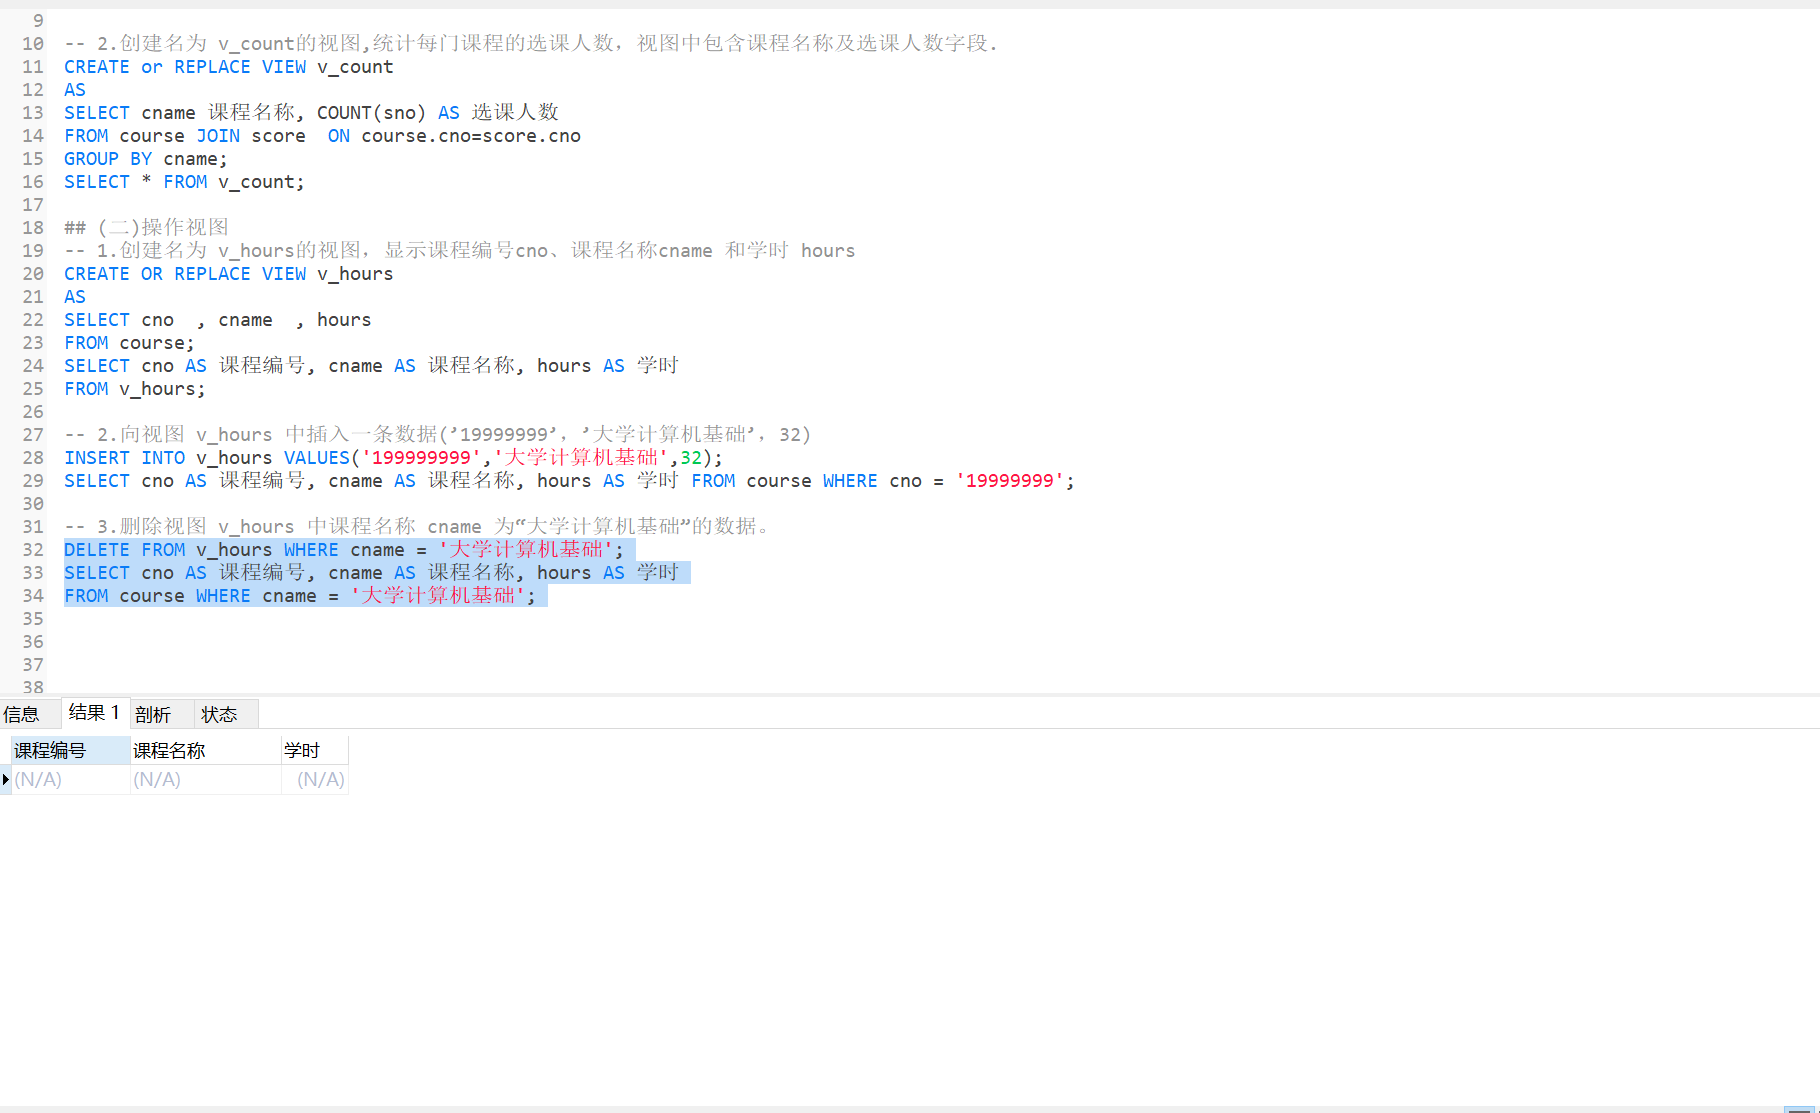 9
10 -- 2.创建名为 v_count的视图,统计每门课程的选课人数，视图中包含课程名称及选课人数字段.
11 CREATE or REPLACE VIEW v_count
12 AS
13 SELECT cname 课程名称, COUNT(sno) AS 选课人数
14 FROM course JOIN score  ON course.cno=score.cno
15 GROUP BY cname;
16 SELECT * FROM v_count;
17
18 ## (二)操作视图
19 -- 1.创建名为 v_hours的视图，显示课程编号cno、课程名称cname 和学时 hours
20 CREATE OR REPLACE VIEW v_hours
21 AS
22 SELECT cno  , cname  , hours
23 FROM course;
24 SELECT cno AS 课程编号, cname AS 课程名称, hours AS 学时
25 FROM v_hours;
26
27 -- 2.向视图 v_hours 中插入一条数据(’19999999’，’大学计算机基础’，32)
28 INSERT INTO v_hours VALUES('199999999','大学计算机基础',32);
29 SELECT cno AS 课程编号, cname AS 课程名称, hours AS 学时 FROM course WHERE cno = '19999999';
30
31 -- 3.删除视图 v_hours 中课程名称 cname 为“大学计算机基础”的数据。
32 DELETE FROM v_hours WHERE cname = '大学计算机基础';
33 SELECT cno AS 课程编号, cname AS 课程名称, hours AS 学时
34 FROM course WHERE cname = '大学计算机基础';
35
36
37
38
信息 结果 1 剖析 状态
课程编号 课程名称 学时
(N/A) (N/A) (N/A)